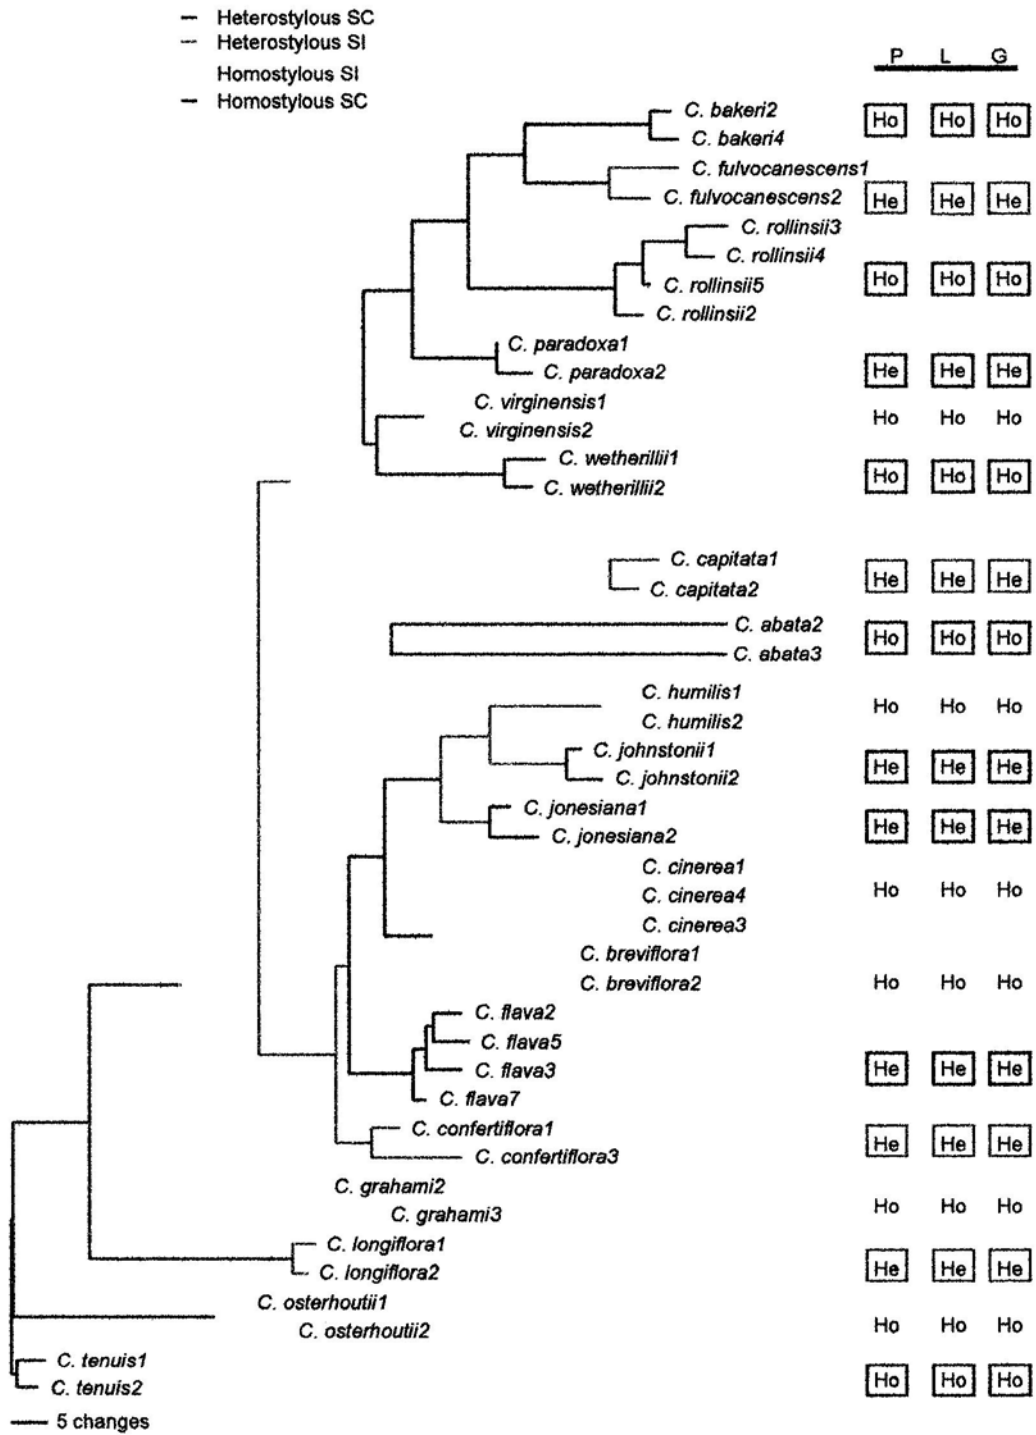 Heterostylous SC
Heterostylous SI
Homostylous SI
Homostylous SC
P L G
C. bakeri2
Ho Ho Ho
C. bakeri4
C. fulvocanescens1
C. fulvocanescens2
He He He
C. rollinsii3
C. rollinsii4
C. rollinsii5
Ho Ho Ho
C. rollinsii2
C. paradoxa1
C. paradoxa2
He He He
C. virginensis1
Ho Ho Ho
C. virginensis2
C. wetherillii1
C. wetherillii2
Ho Ho Ho
C. capitata1
C. capitata2
He He He
C. abata2
Ho Ho Ho
C. abata3
C. humilis1
Ho Ho Ho
C. humilis2
C. johnstonii1
He He He
C. johnstonii2
C. jonesiana1
He He He
C. jonesiana2
C. cinerea1
C. cinerea4
Ho Ho Ho
C. cinerea3
C. breviflora1
C. breviflora2
Ho Ho Ho
C. flava2
C. flava5
C. flava3
He He He
C. flava7
C. confertiflora1
He He He
C. confertiflora3
C. grahami2
Ho Ho Ho
C. grahami3
C. longiflora1
He He He
C. longiflora2
C. osterhoutii1
C. osterhoutii2
Ho Ho Ho
C. tenuis1
Ho Ho Ho
C. tenuis2
5 changes